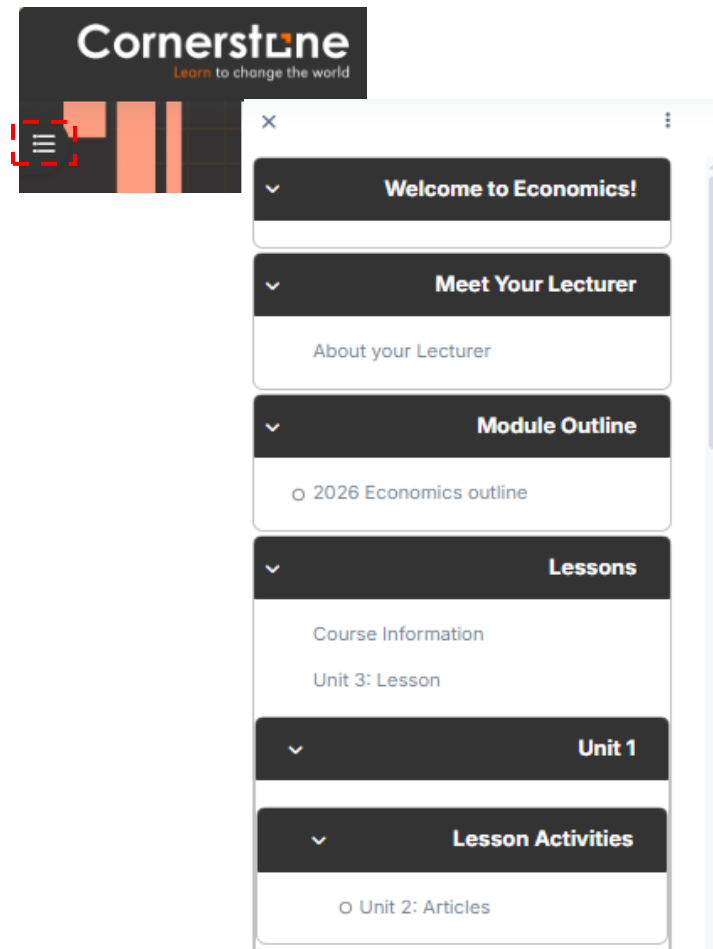 Cornerstone
Learn to change the world
Welcome to Economics!
Meet Your Lecturer
About your Lecturer
Module Outline
2026 Economics outline
Lessons
Course Information
Unit 3: Lesson
Unit 1
Lesson Activities
Unit 2: Articles